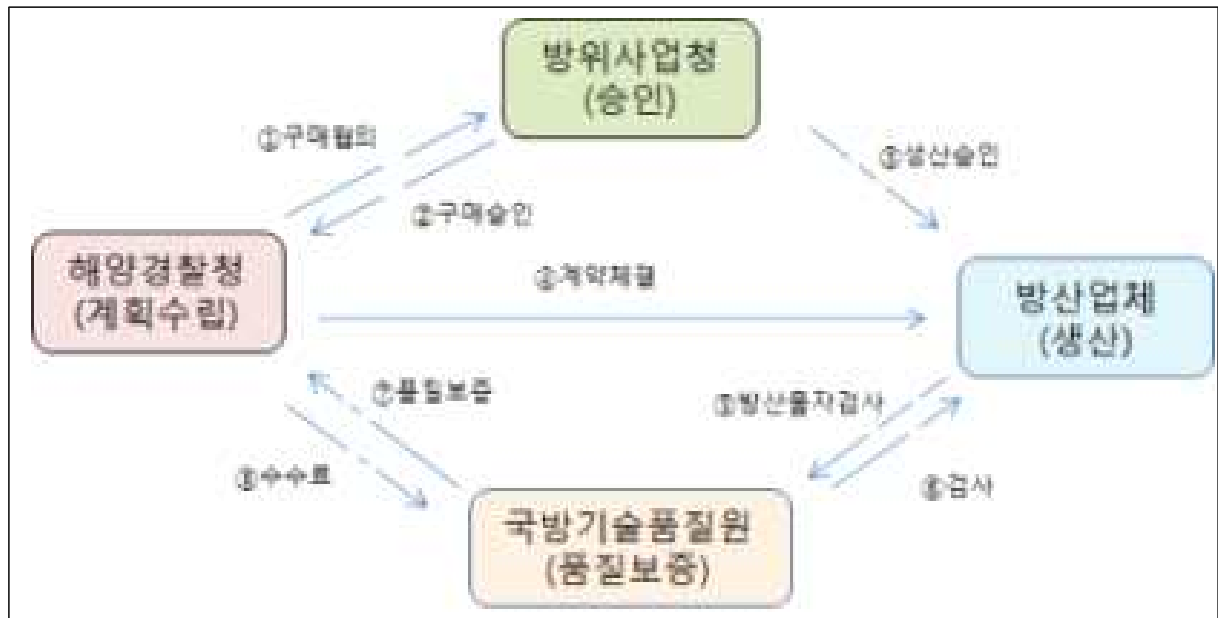 방위사업청
(승인)
①구매협의
③생산승인
②구매승인
해양경찰청
(계획수립)
계약체결
방산업체
(생산)
⑦품질보증
⑤방산물자검사
⑧수수료
⑥검사
국방기술품질원
(품질보증)